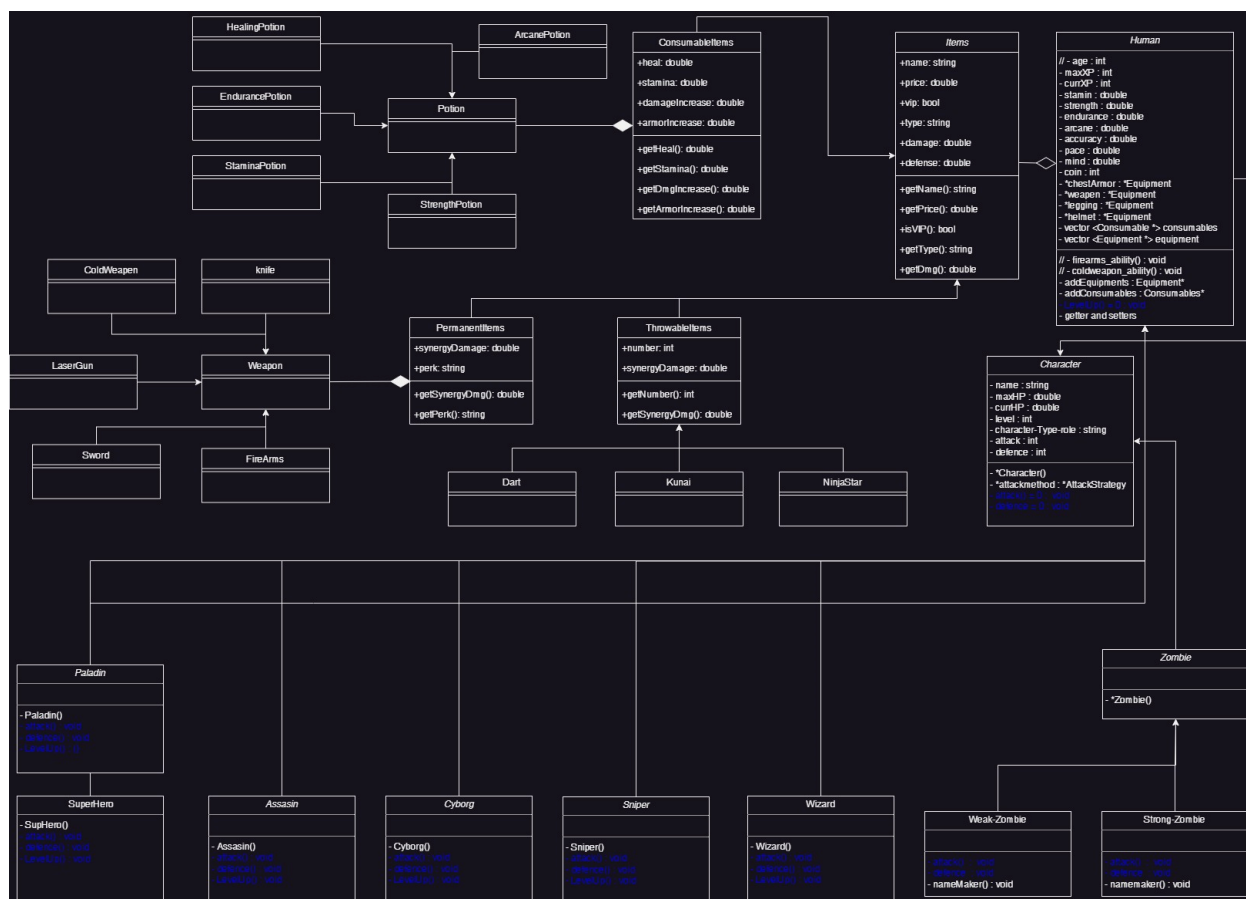 HealingPotion
ArcanePotion
EndurancePotion
Potion
StaminaPotion
StrengthPotion
ConsumableItems
+heal: double
+stamina: double
+damageIncrease: double
+armorIncrease: double
+getHeal(): double
+getStamina(): double
+getDmgIncrease(): double
+getArmorIncrease(): double
Items
+name: string
+price: double
+vip: bool
+type: string
+damage: double
+defense: double
+getName(): string
+getPrice(): double
+isVIP(): bool
+getType(): string
+getDmg(): double
Human
// - age : int
- maxXP : int
- currXP : int
- stamin : double
- strength : double
- endurance : double
- arcane : double
- accuracy : double
- pace : double
- mind : double
- coin : int
- *chestArmor : *Equipment
- *weapen : *Equipment
- *legging : *Equipment
- *helmet : *Equipment
- vector <Consumable *> consumables
- vector <Equipment *> equipment
// - firearms_ability() : void
// - coldweapon_ability() : void
- addEquipments : Equipment*
- addConsumables : Consumables*
- getter and setters
ColdWeapon
knife
LaserGun
Weapon
Sword
FireArms
PermanentItems
+synergyDamage: double
+perk: string
+getSynergyDmg(): double
+getPerk(): string
ThrowableItems
+number: int
+synergyDamage: double
+getNumber(): int
+getSynergyDmg(): double
Dart
Kunai
NinjaStar
Character
- name : string
- maxHP : double
- currHP : double
- level : int
- character-Type-role : string
- attack : int
- defence : int
- *Character()
- *attackmethod : *AttackStrategy
Paladin
- Paladin()
Zombie
- *Zombie()
SuperHero
- SupHero()
Assasin
- Assasin()
Cyborg
- Cyborg()
Sniper
- Sniper()
Wizard
- Wizard()
Weak-Zombie
- nameMaker() : void
Strong-Zombie
- namemaker() : void